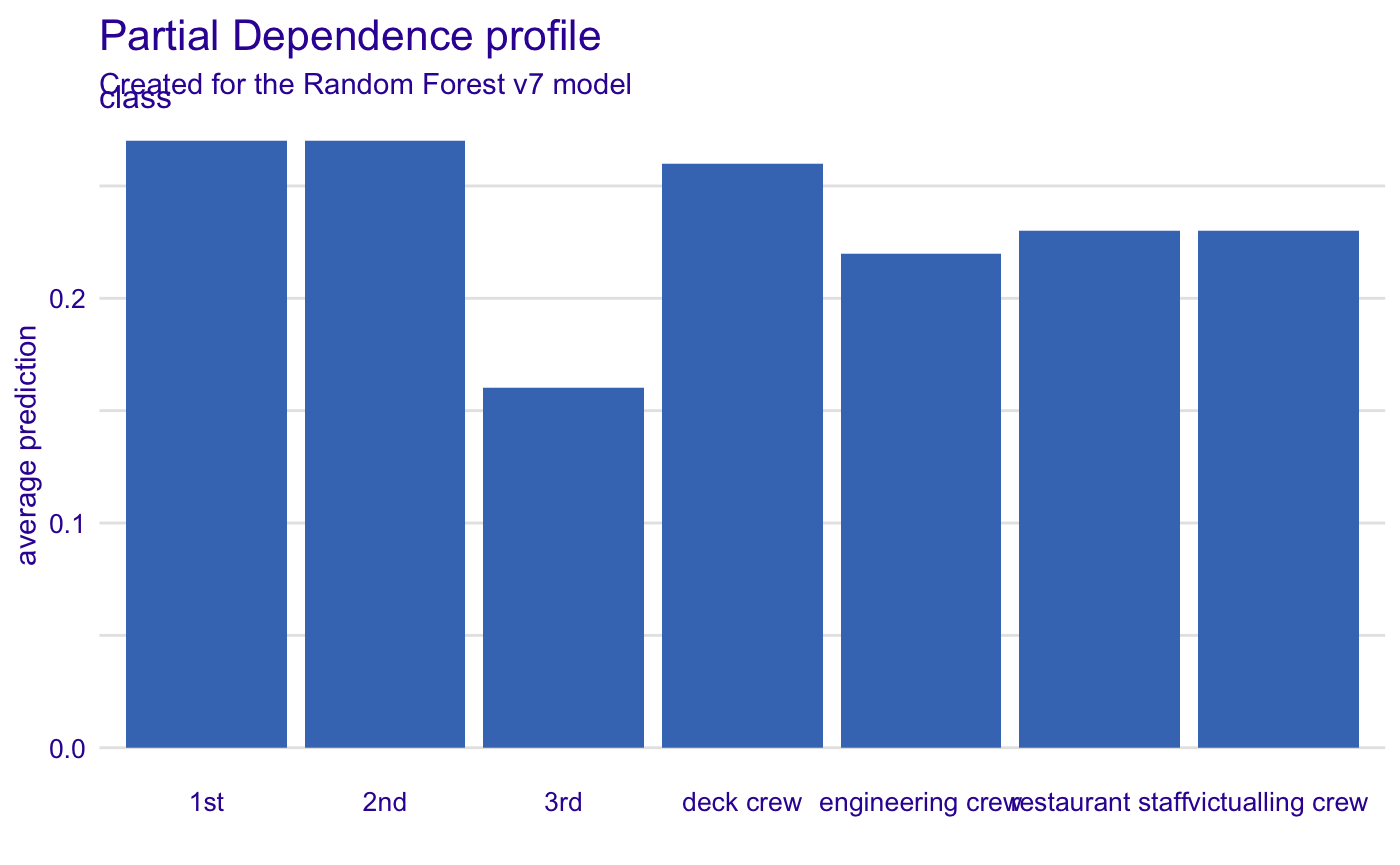 Partial Dependence profile
Created for the Random Forest v7 model
class
average prediction
0.2
0.1
0.0
1st
2nd
3rd
deck crew
engineering crew
restaurant staff
victualling crew